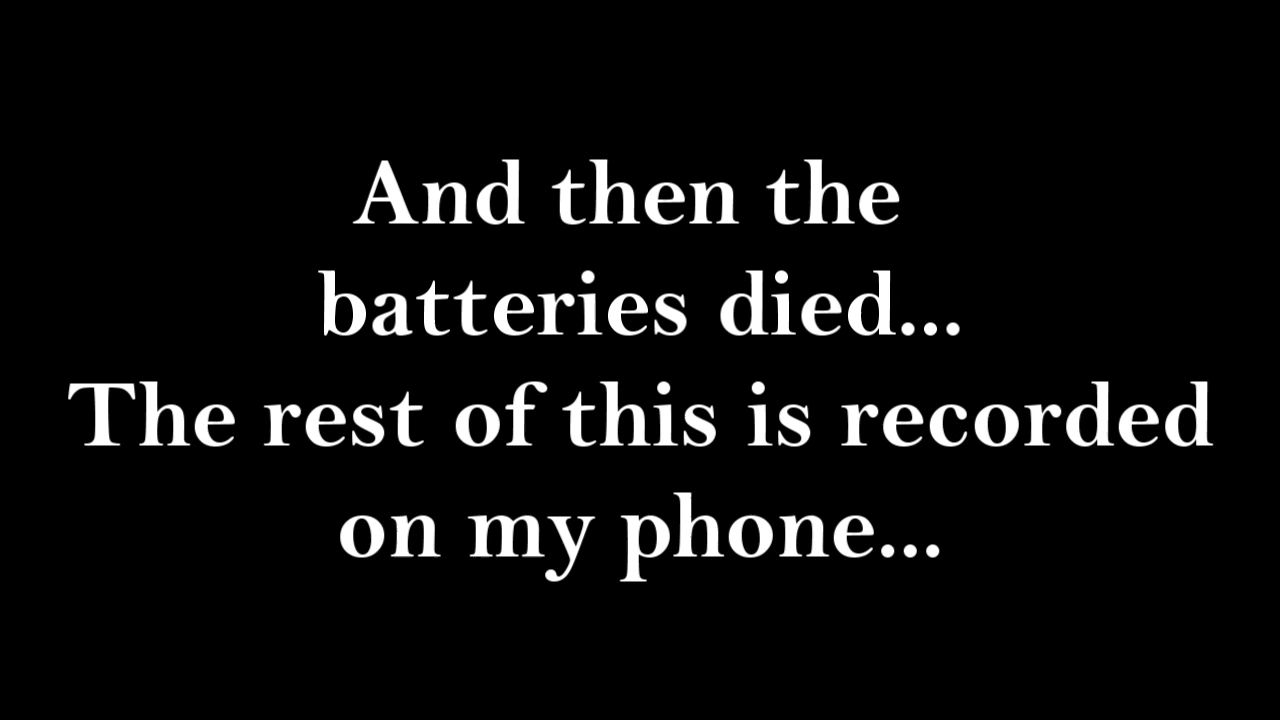 And then the
batteries died...
The rest of this is recorded
on my phone...